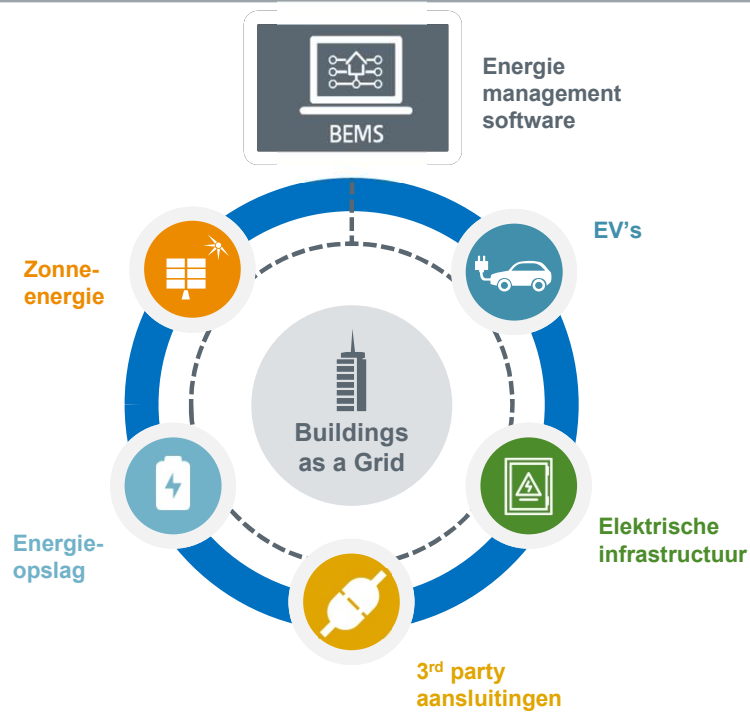 BEMS
Energie
management
software
EV's
Zonne-
energie
Buildings
as a Grid
Energie-
opslag
Elektrische
infrastructuur
3rd party
aansluitingen